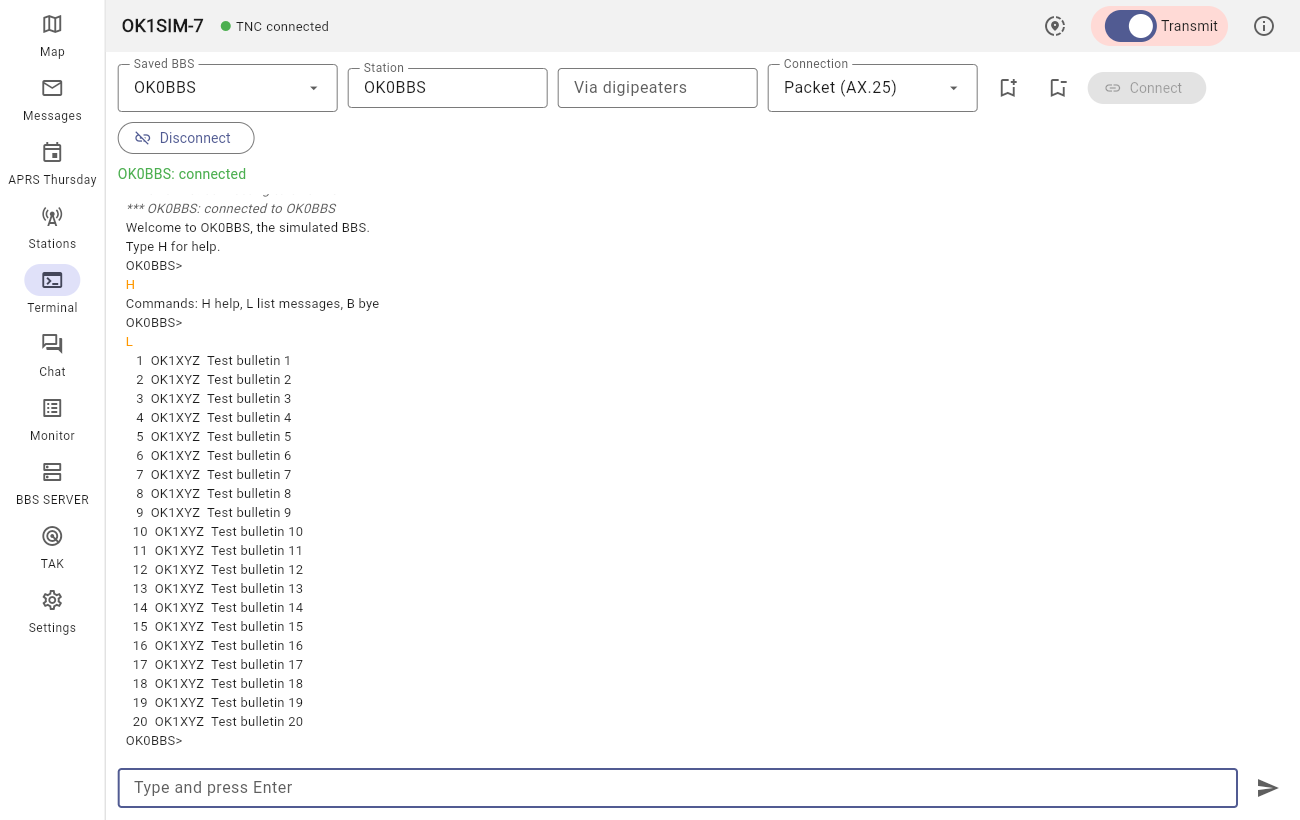 OK1SIM-7
TNC connected
Transmit
Map
Messages
APRS Thursday
Stations
Terminal
Chat
Monitor
BBS SERVER
TAK
Settings
Saved BBS
OK0BBS
Station
OK0BBS
Via digipeaters
Connection
Packet (AX.25)
Connect
Disconnect
OK0BBS: connected
*** OK0BBS: connected to OK0BBS
Welcome to OK0BBS, the simulated BBS.
Type H for help.
OK0BBS>
H
Commands: H help, L list messages, B bye
OK0BBS>
L
1 OK1XYZ Test bulletin 1
2 OK1XYZ Test bulletin 2
3 OK1XYZ Test bulletin 3
4 OK1XYZ Test bulletin 4
5 OK1XYZ Test bulletin 5
6 OK1XYZ Test bulletin 6
7 OK1XYZ Test bulletin 7
8 OK1XYZ Test bulletin 8
9 OK1XYZ Test bulletin 9
10 OK1XYZ Test bulletin 10
11 OK1XYZ Test bulletin 11
12 OK1XYZ Test bulletin 12
13 OK1XYZ Test bulletin 13
14 OK1XYZ Test bulletin 14
15 OK1XYZ Test bulletin 15
16 OK1XYZ Test bulletin 16
17 OK1XYZ Test bulletin 17
18 OK1XYZ Test bulletin 18
19 OK1XYZ Test bulletin 19
20 OK1XYZ Test bulletin 20
OK0BBS>
Type and press Enter